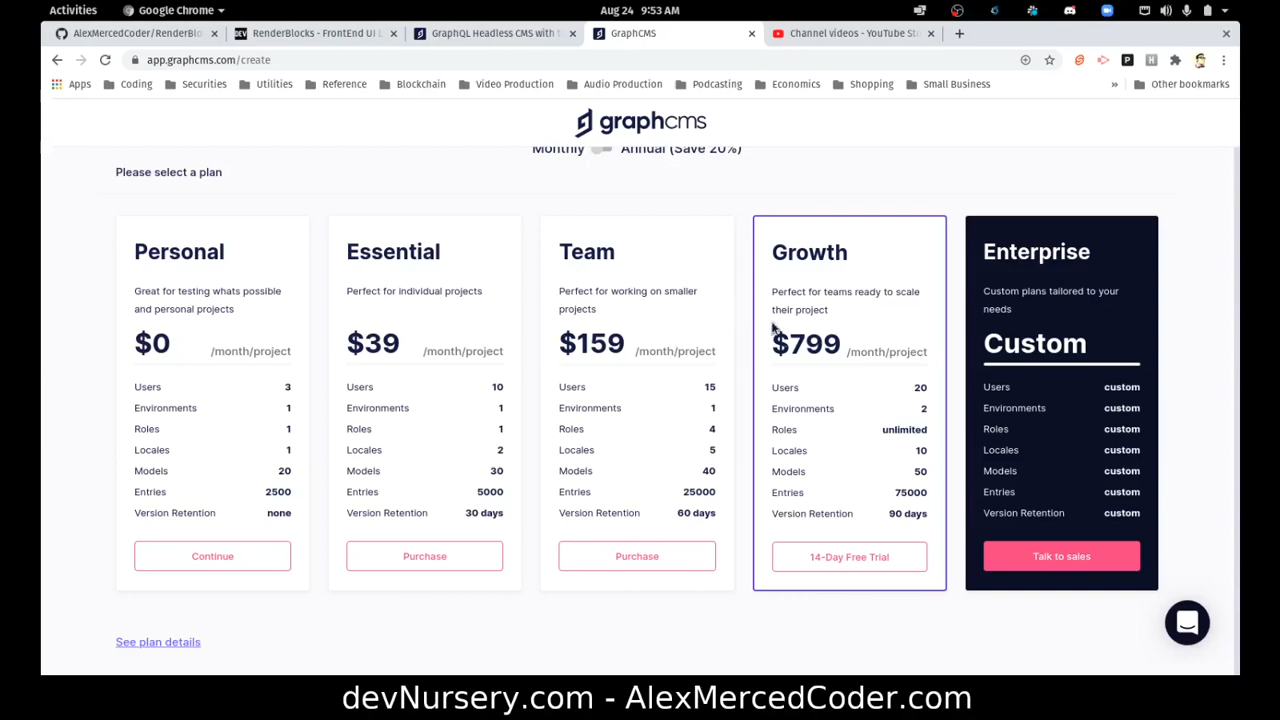 Activities
Google Chrome
Aug 24 9:53 AM
AlexMercedCoder/RenderBlo
DEV
RenderBlocks - FrontEnd UI L
GraphQL Headless CMS with t
GraphCMS
Channel videos - YouTube St
app.graphcms.com/create
Apps
Coding
Securities
Utilities
Reference
Blockchain
Video Production
Audio Production
Podcasting
Economics
Shopping
Small Business
»
Other bookmarks
graphcms
Monthly
Annual (Save 20%)
Please select a plan
Personal
Great for testing whats possible
and personal projects
$0 /month/project
Users 3
Environments 1
Roles 1
Locales 1
Models 20
Entries 2500
Version Retention none
Continue
Essential
Perfect for individual projects
$39 /month/project
Users 10
Environments 1
Roles 1
Locales 2
Models 30
Entries 5000
Version Retention 30 days
Purchase
Team
Perfect for working on smaller
projects
$159 /month/project
Users 15
Environments 1
Roles 4
Locales 5
Models 40
Entries 25000
Version Retention 60 days
Purchase
Growth
Perfect for teams ready to scale
their project
$799 /month/project
Users 20
Environments 2
Roles unlimited
Locales 10
Models 50
Entries 75000
Version Retention 90 days
14-Day Free Trial
Enterprise
Custom plans tailored to your
needs
Custom
Users custom
Environments custom
Roles custom
Locales custom
Models custom
Entries custom
Version Retention custom
Talk to sales
See plan details
devNursery.com - AlexMercedCoder.com